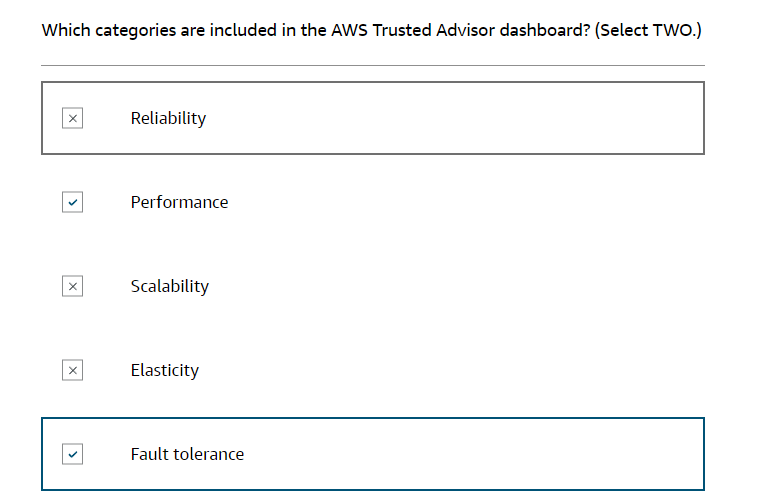 Which categories are included in the AWS Trusted Advisor dashboard? (Select TWO.)
Reliability
Performance
Scalability
Elasticity
Fault tolerance